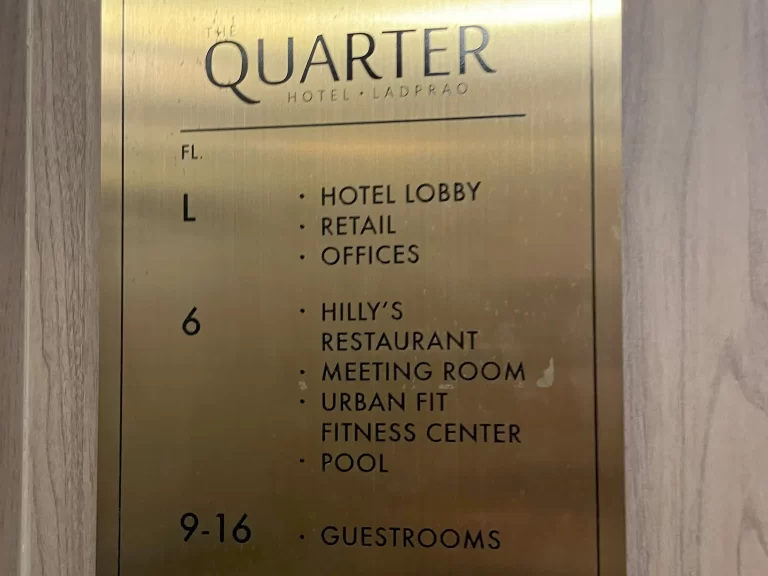 THE
QUARTER
HOTEL · LADPRAO
FL.
L
· HOTEL LOBBY
· RETAIL
· OFFICES
6
· HILLY'S
RESTAURANT
· MEETING ROOM
· URBAN FIT
FITNESS CENTER
· POOL
9-16 · GUESTROOMS